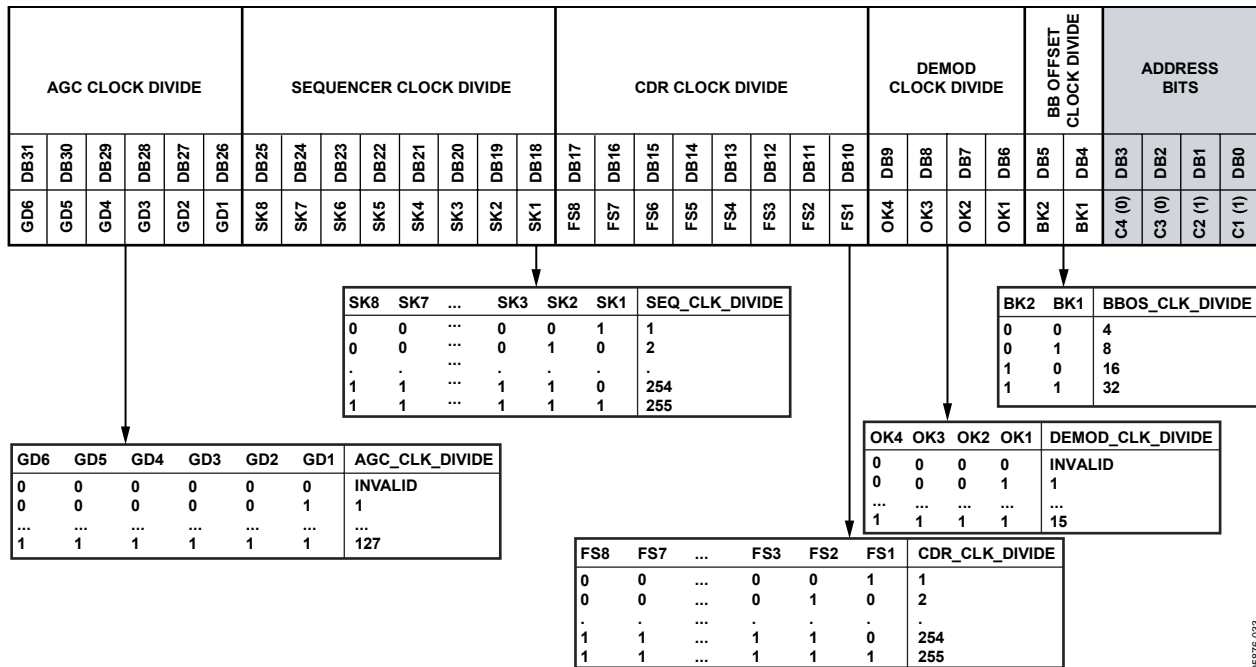 AGC CLOCK DIVIDE
SEQUENCER CLOCK DIVIDE
CDR CLOCK DIVIDE
DEMOD
CLOCK DIVIDE
BB OFFSET
CLOCK DIVIDE
ADDRESS
BITS
DB31 DB30 DB29 DB28 DB27 DB26 DB25 DB24 DB23 DB22 DB21 DB20 DB19 DB18 DB17 DB16 DB15 DB14 DB13 DB12 DB11 DB10 DB9 DB8 DB7 DB6 DB5 DB4 DB3 DB2 DB1 DB0
GD6 GD5 GD4 GD3 GD2 GD1 SK8 SK7 SK6 SK5 SK4 SK3 SK2 SK1 FS8 FS7 FS6 FS5 FS4 FS3 FS2 FS1 OK4 OK3 OK2 OK1 BK2 BK1 C4 (0) C3 (0) C2 (1) C1 (1)
SK8 SK7 ... SK3 SK2 SK1 SEQ_CLK_DIVIDE
0 0 ... 0 0 1 1
0 0 ... 0 1 0 2
. . ... . . . .
1 1 ... 1 1 0 254
1 1 ... 1 1 1 255
BK2 BK1 BBOS_CLK_DIVIDE
0 0 4
0 1 8
1 0 16
1 1 32
GD6 GD5 GD4 GD3 GD2 GD1 AGC_CLK_DIVIDE
0 0 0 0 0 0 INVALID
0 0 0 0 0 1 1
... ... ... ... ... ... ...
1 1 1 1 1 1 127
OK4 OK3 OK2 OK1 DEMOD_CLK_DIVIDE
0 0 0 0 INVALID
0 0 0 1 1
... ... ... ... ...
1 1 1 1 15
FS8 FS7 ... FS3 FS2 FS1 CDR_CLK_DIVIDE
0 0 ... 0 0 1 1
0 0 ... 0 1 0 2
. . ... . . . .
1 1 ... 1 1 0 254
1 1 ... 1 1 1 255